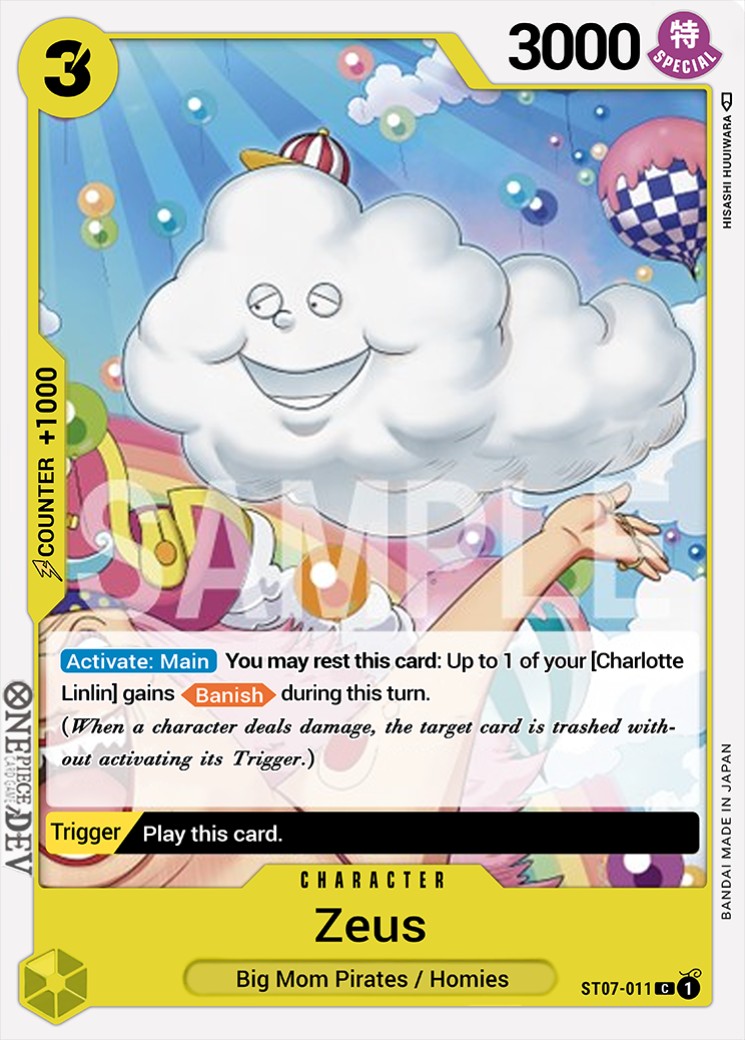 3
3000
特
SPECIAL
HISASHI HUJIWARA
COUNTER +1000
SAMPLE
Activate: Main You may rest this card: Up to 1 of your [Charlotte
Linlin] gains Banish during this turn.
(When a character deals damage, the target card is trashed with-
out activating its Trigger.)
Trigger Play this card.
ONE PIECE
CARD GAME
DEV
BANDAI MADE IN JAPAN
CHARACTER
Zeus
Big Mom Pirates / Homies
ST07-011 C 1